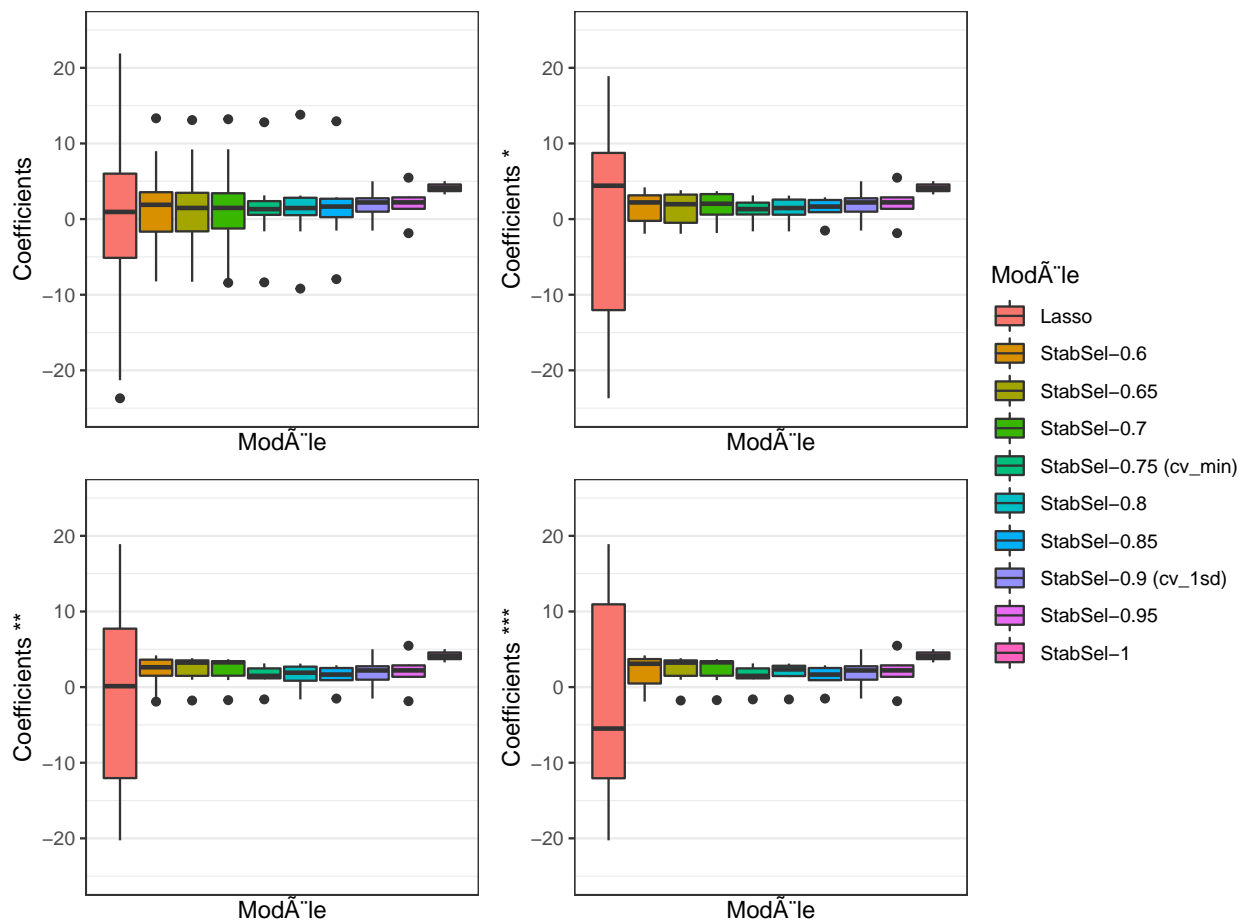 20
10
0
−10
−20
Coefficients
ModÃ¨le
20
10
0
−10
−20
Coefficients *
ModÃ¨le
20
10
0
−10
−20
Coefficients **
ModÃ¨le
20
10
0
−10
−20
Coefficients ***
ModÃ¨le
ModÃ¨le
Lasso
StabSel−0.6
StabSel−0.65
StabSel−0.7
StabSel−0.75 (cv_min)
StabSel−0.8
StabSel−0.85
StabSel−0.9 (cv_1sd)
StabSel−0.95
StabSel−1